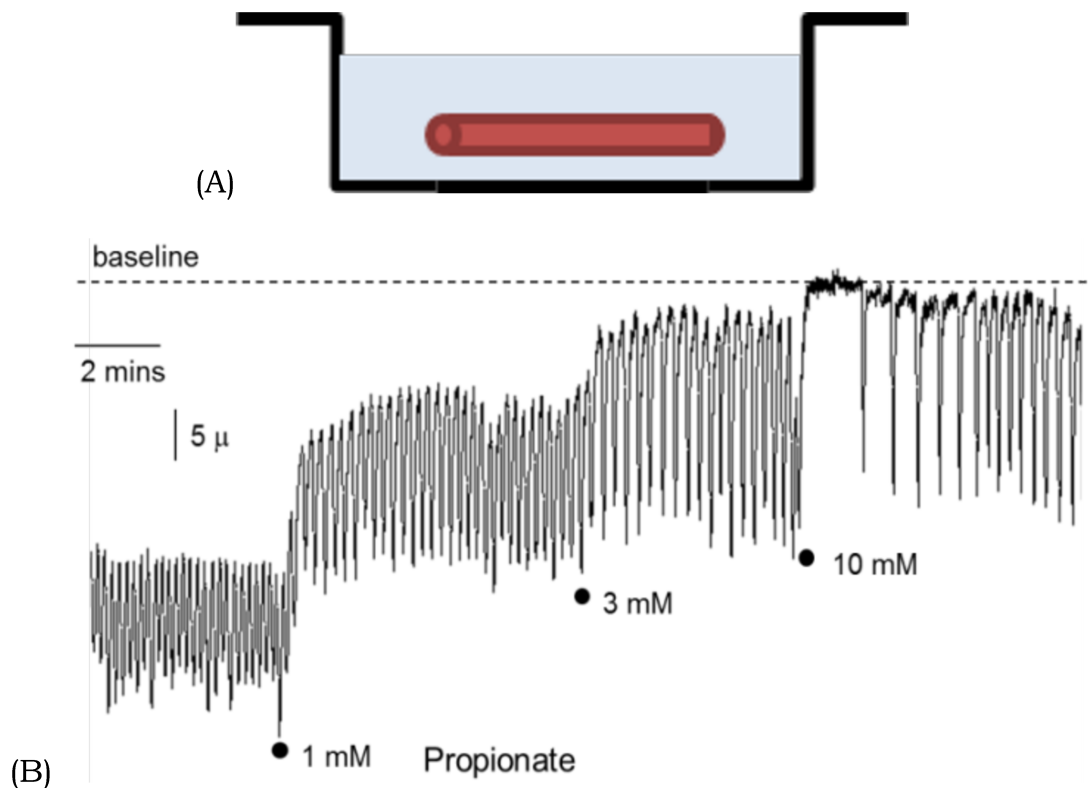 (A)
baseline
2 mins
5 μ
10 mM
3 mM
1 mM
Propionate
(B)